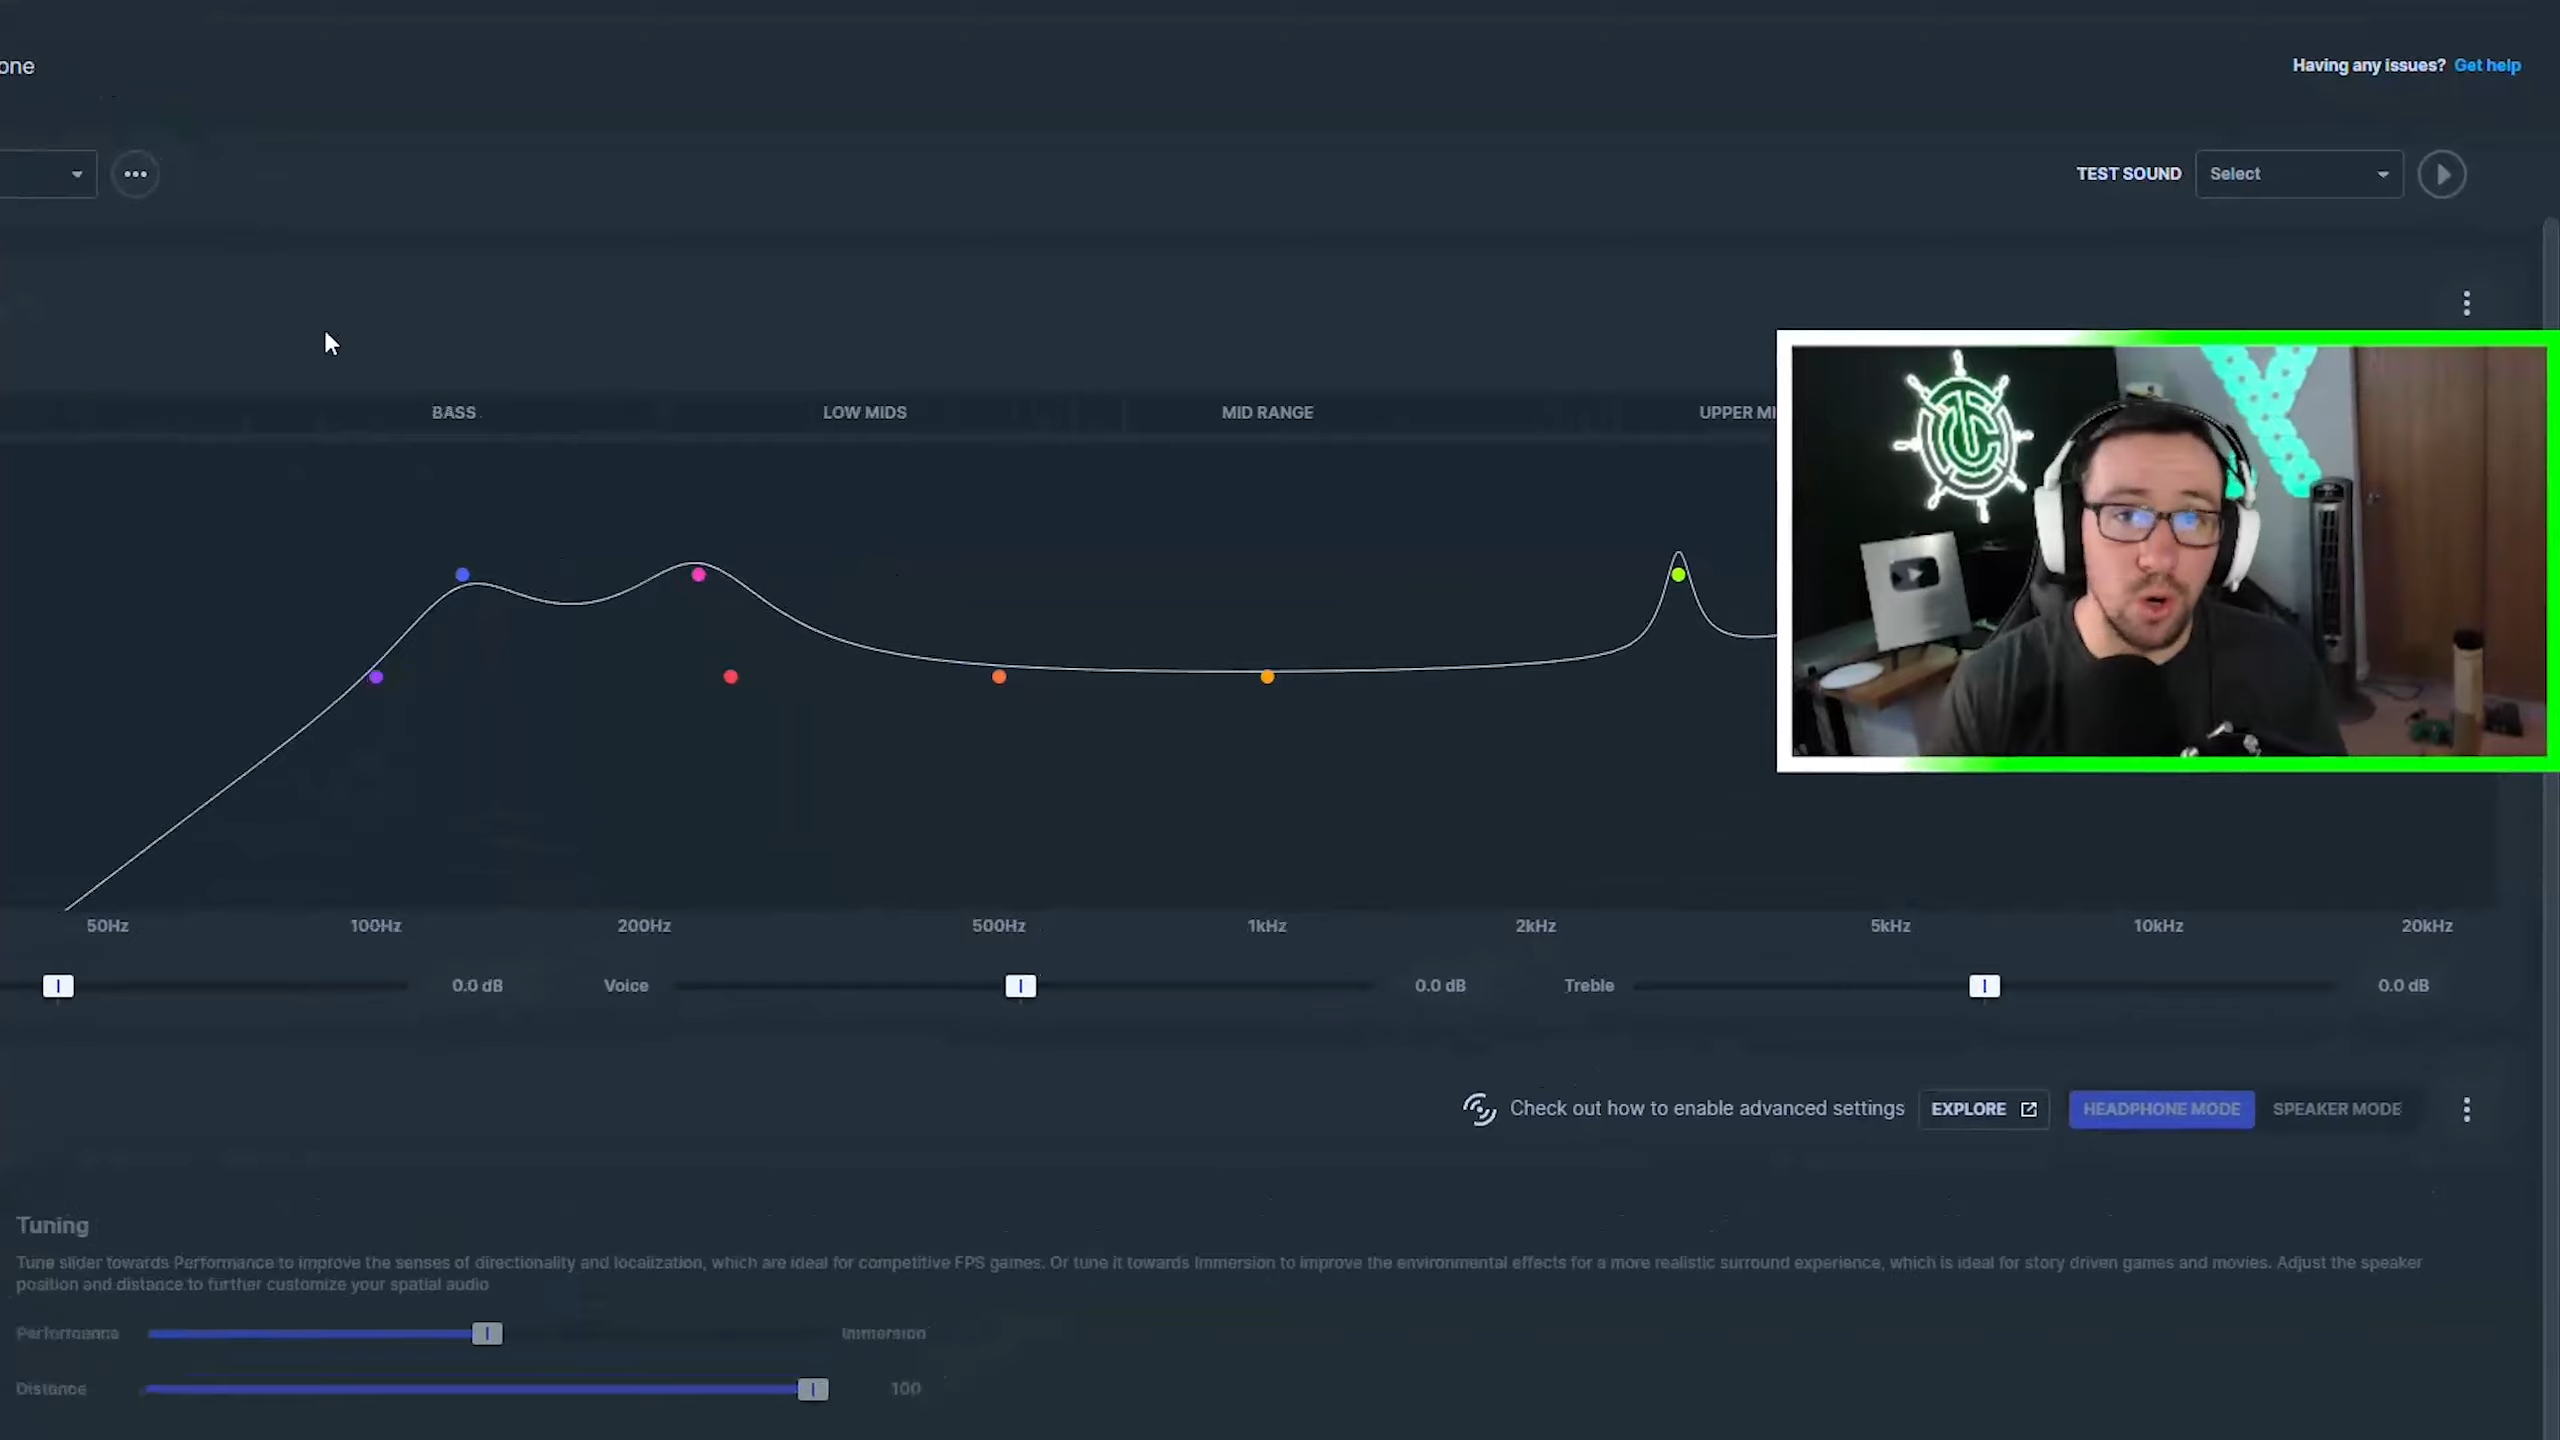 one
Having any issues? Get help
TEST SOUND
Select
BASS
LOW MIDS
MID RANGE
UPPER MI
50Hz
100Hz
200Hz
500Hz
1kHz
2kHz
5kHz
10kHz
20kHz
0.0 dB
Voice
0.0 dB
Treble
0.0 dB
Check out how to enable advanced settings
EXPLORE
HEADPHONE MODE
SPEAKER MODE
Tuning
Tune slider towards Performance to improve the senses of directionality and localization, which are ideal for competitive FPS games. Or tune it towards Immersion to improve the environmental effects for a more realistic surround experience, which is ideal for story driven games and movies. Adjust the speaker
position and distance to further customize your spatial audio
Performance
Immersion
Distance
100